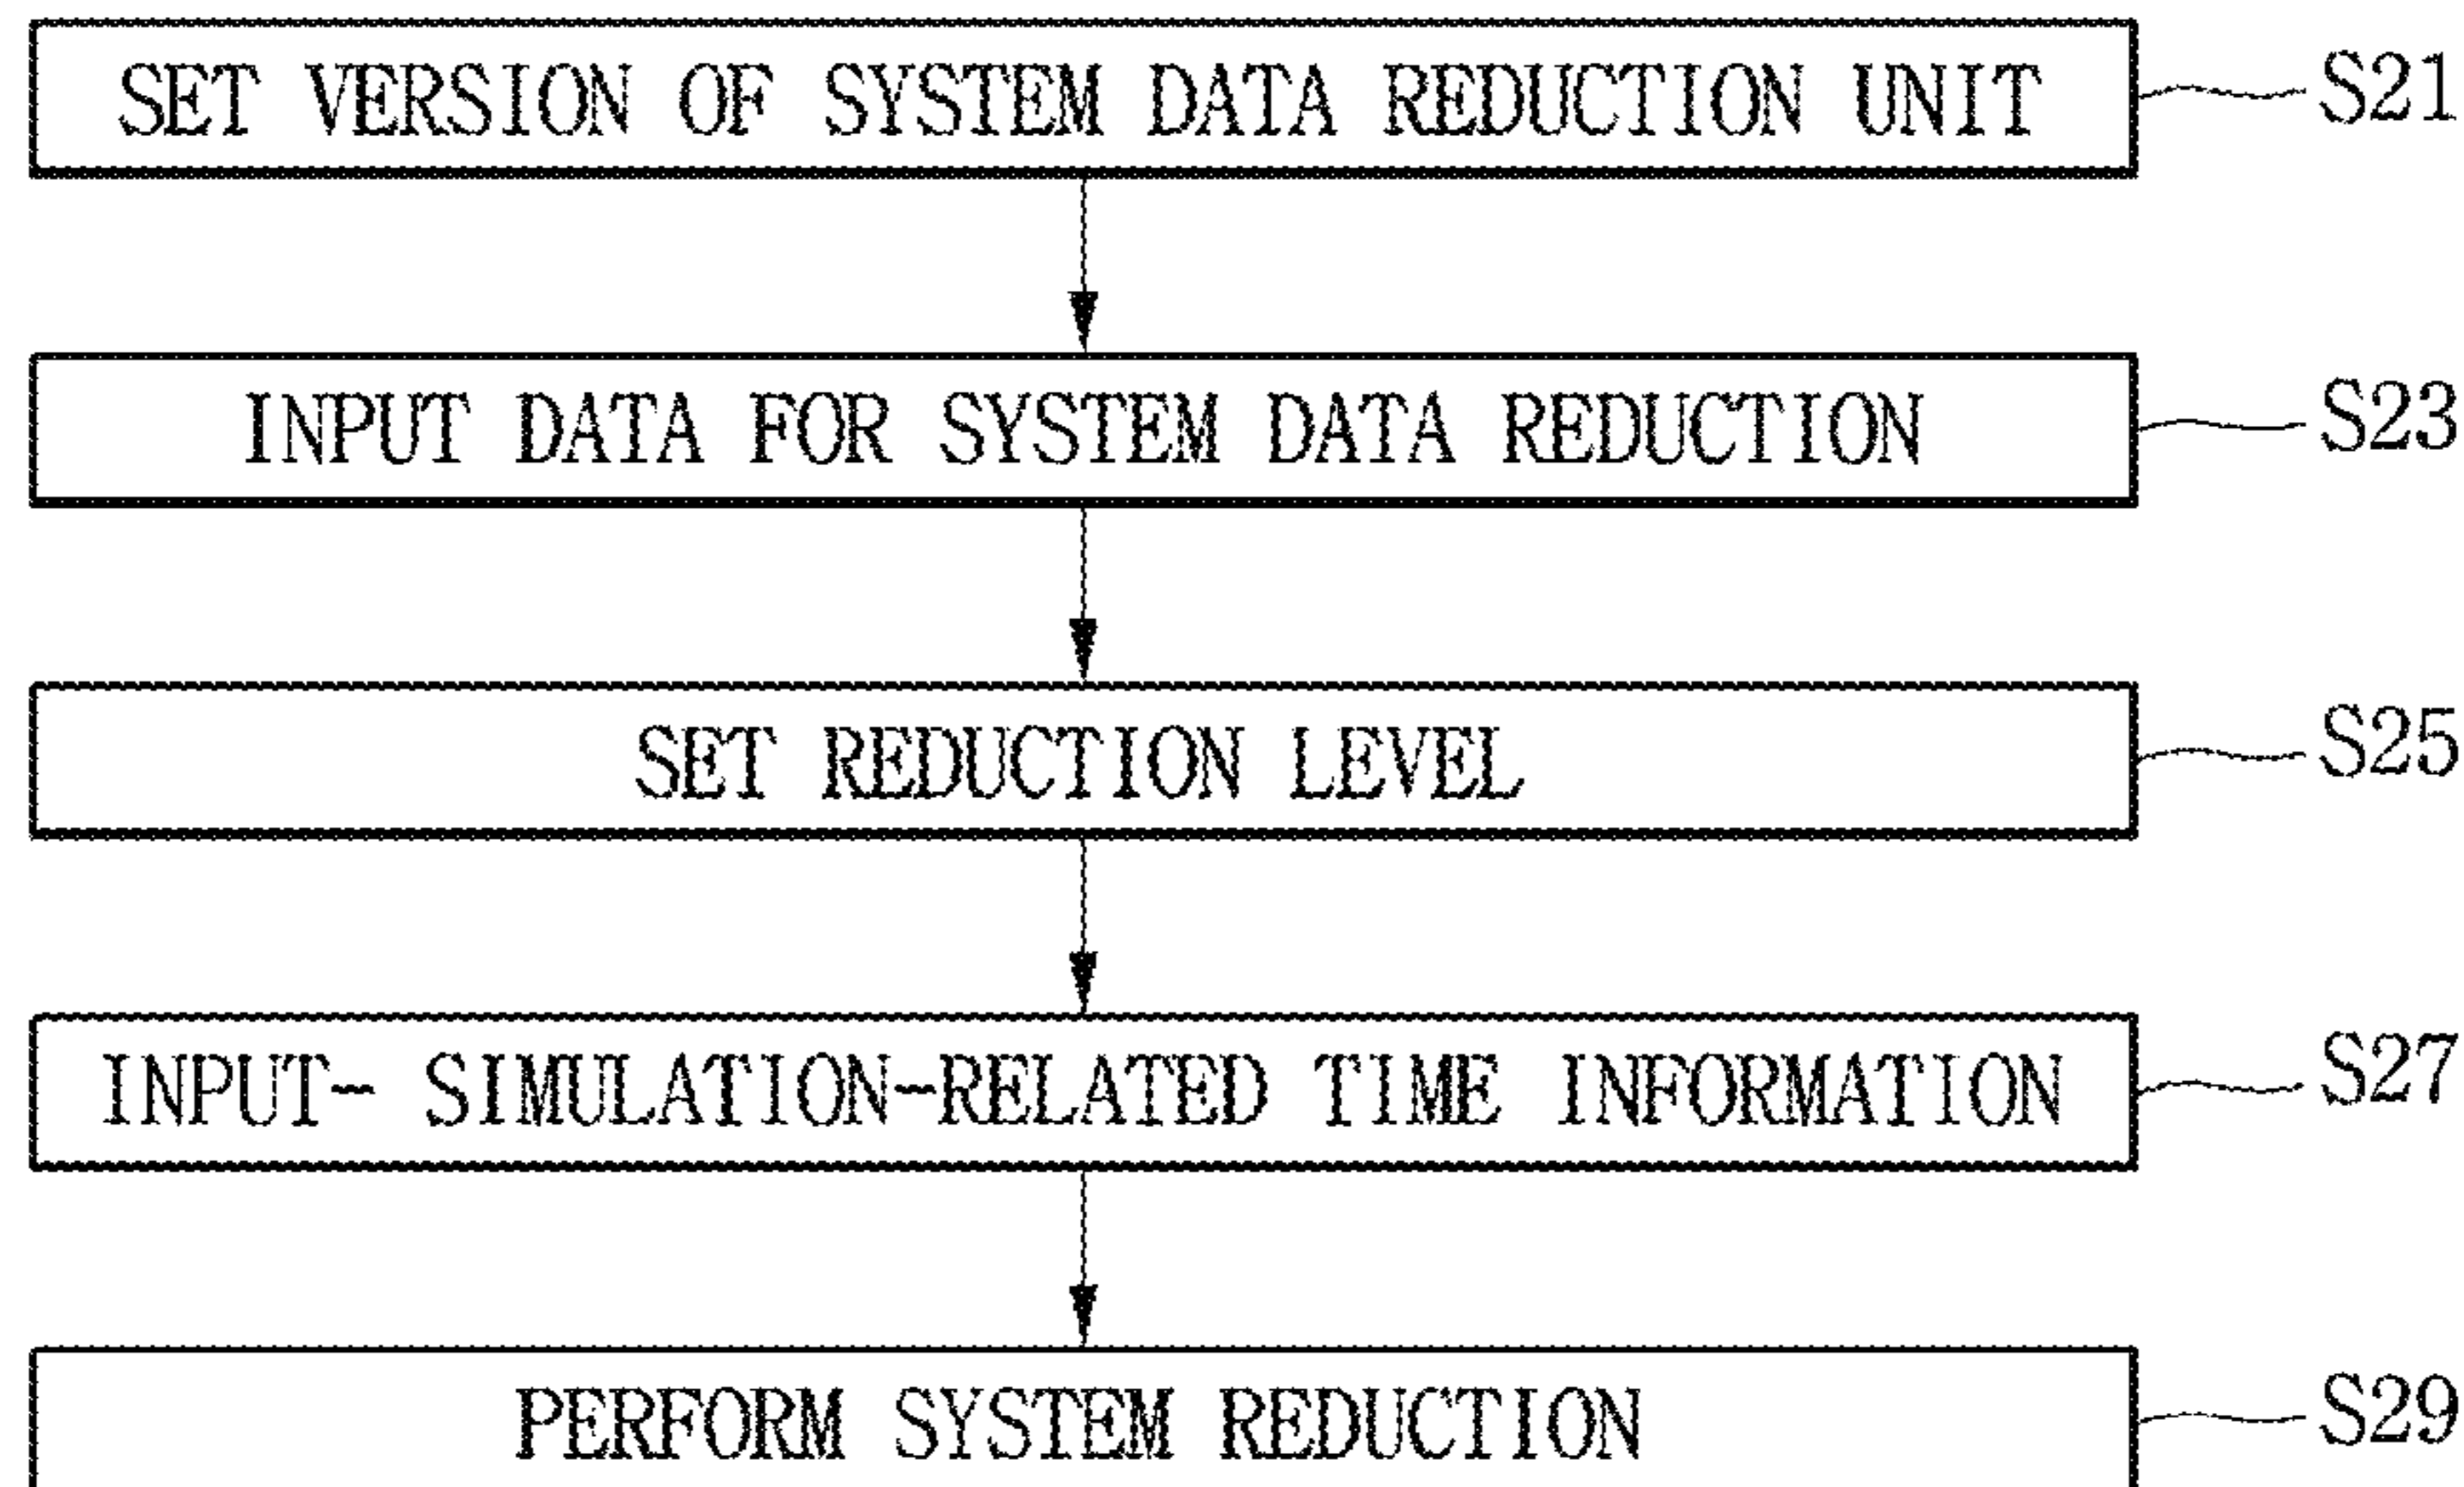 SET VERSION OF SYSTEM DATA REDUCTION UNIT S21
INPUT DATA FOR SYSTEM DATA REDUCTION S23
SET REDUCTION LEVEL S25
INPUT- SIMULATION-RELATED TIME INFORMATION S27
PERFORM SYSTEM REDUCTION S29